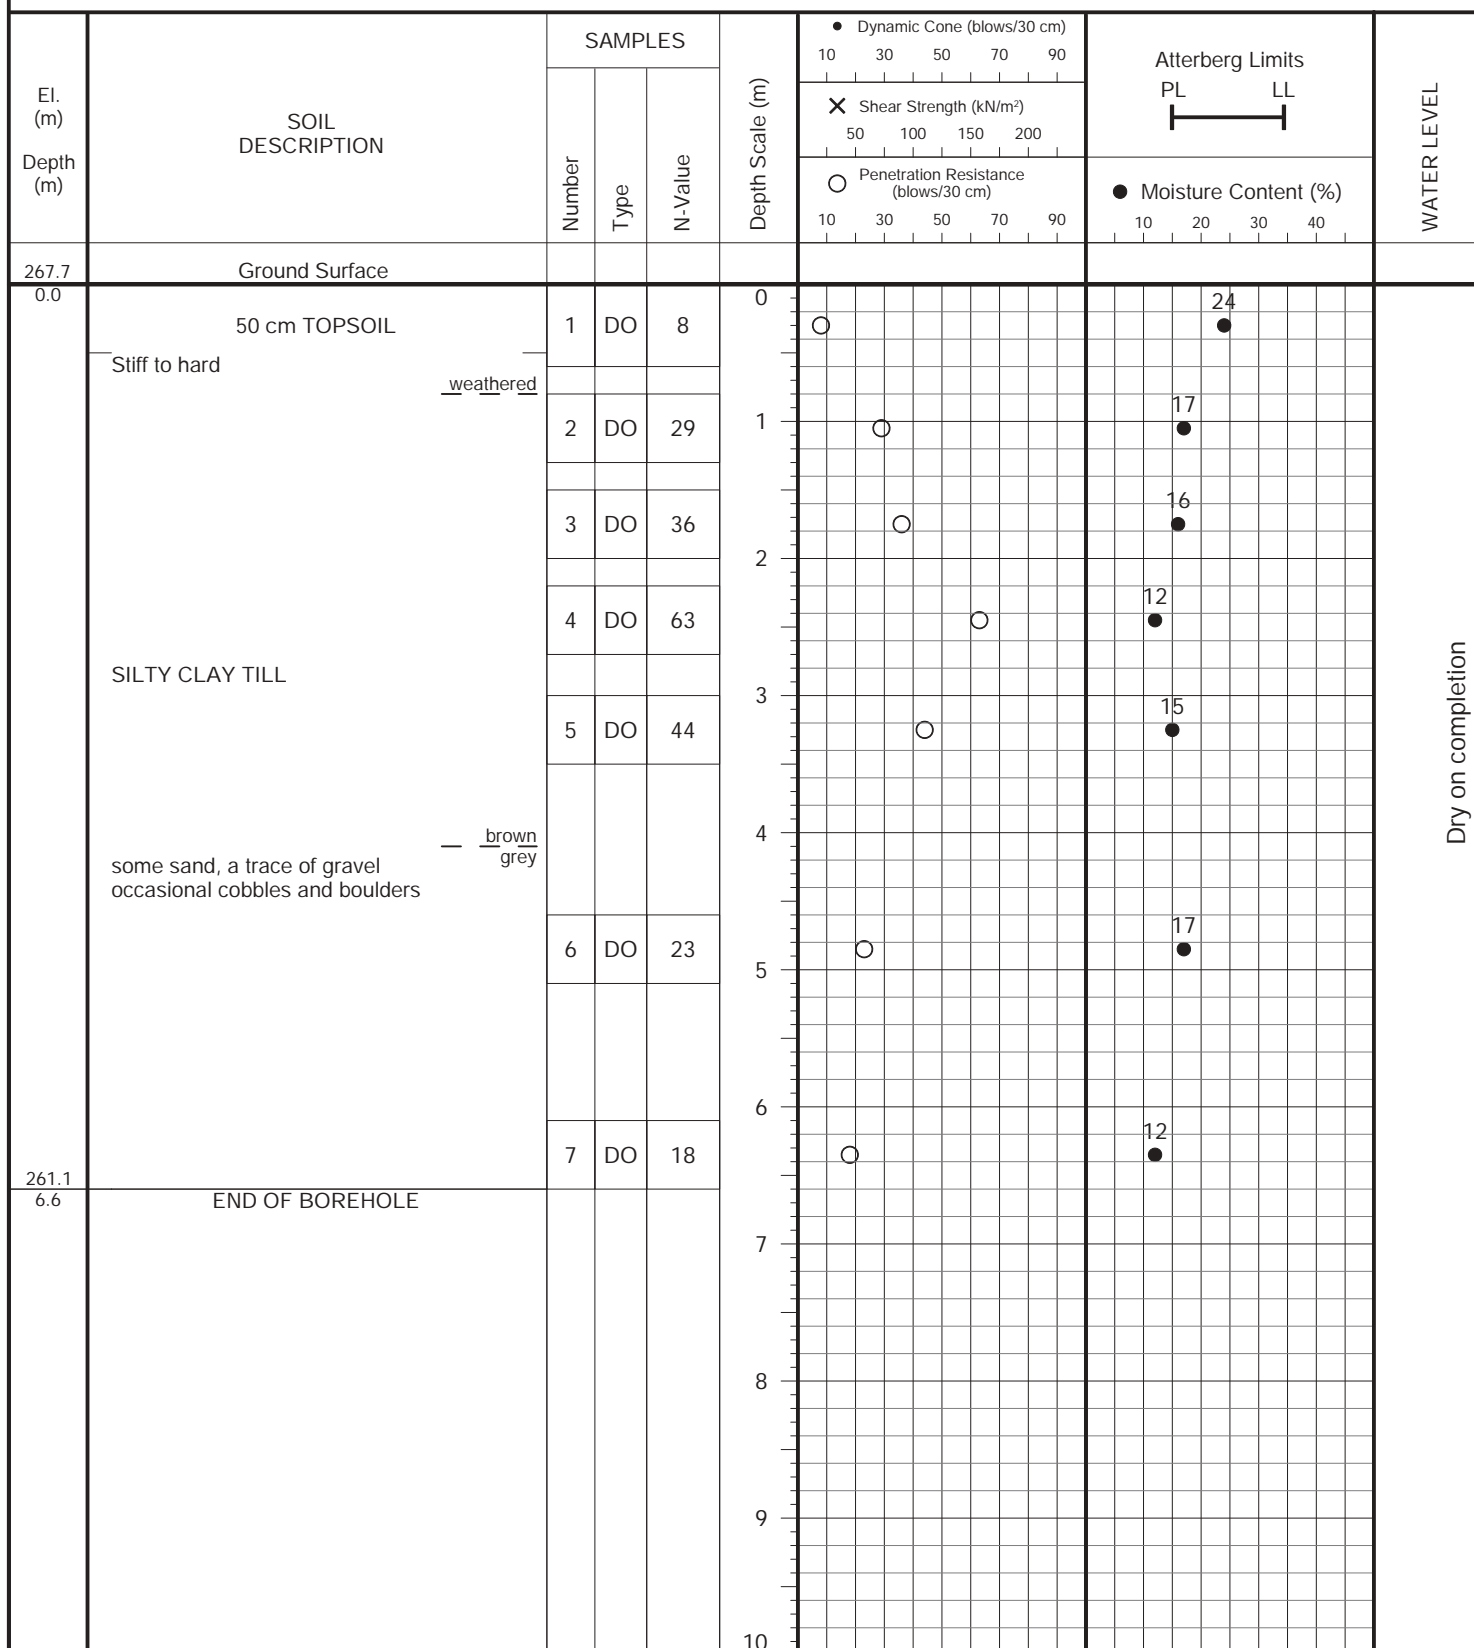 El.
(m)
Depth
(m)
SOIL
DESCRIPTION
SAMPLES
Number
Type
N-Value
Depth Scale (m)
● Dynamic Cone (blows/30 cm)
10 30 50 70 90
✕ Shear Strength (kN/m²)
50 100 150 200
○ Penetration Resistance
(blows/30 cm)
10 30 50 70 90
Atterberg Limits
PL LL
● Moisture Content (%)
10 20 30 40
WATER LEVEL
267.7 Ground Surface
0.0
0
24
50 cm TOPSOIL 1 DO 8
Stiff to hard
weathered
17
2 DO 29 1
16
3 DO 36
2
12
4 DO 63
SILTY CLAY TILL
3
15
5 DO 44
Dry on completion
4
brown
grey
some sand, a trace of gravel
occasional cobbles and boulders
17
6 DO 23
5
6
12
7 DO 18
261.1
6.6 END OF BOREHOLE
7
8
9
10